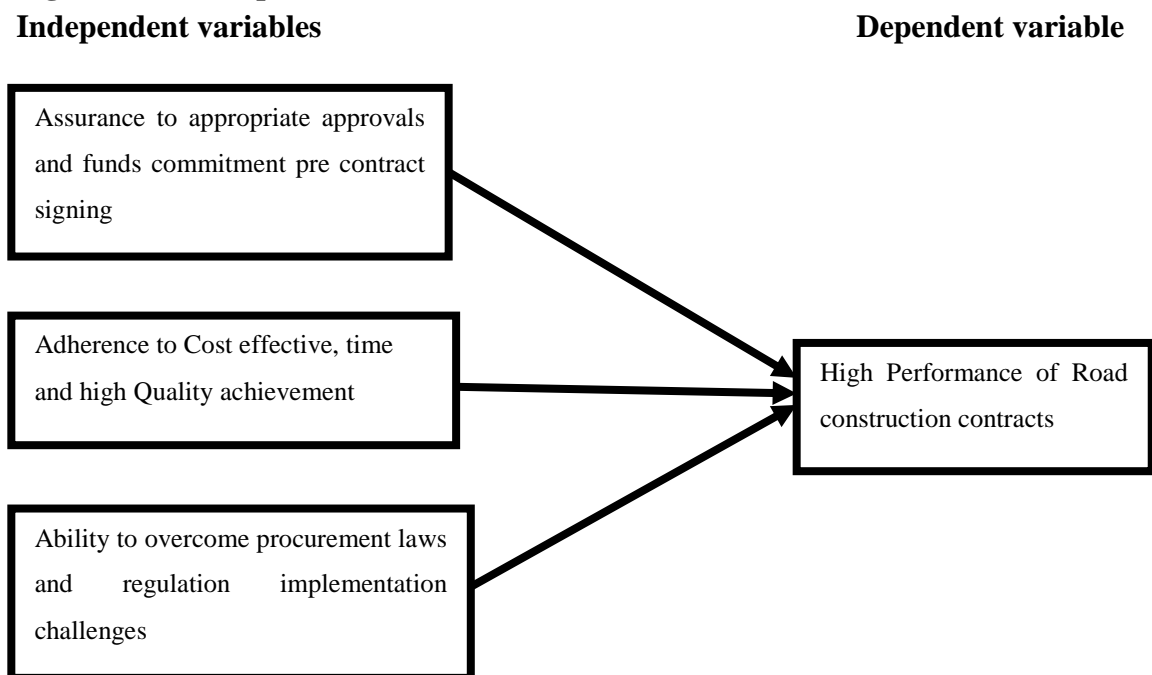 Independent variables
Dependent variable
Assurance to appropriate approvals
and funds commitment pre contract
signing
Adherence to Cost effective, time
and high Quality achievement
High Performance of Road
construction contracts
Ability to overcome procurement laws
and regulation implementation
challenges